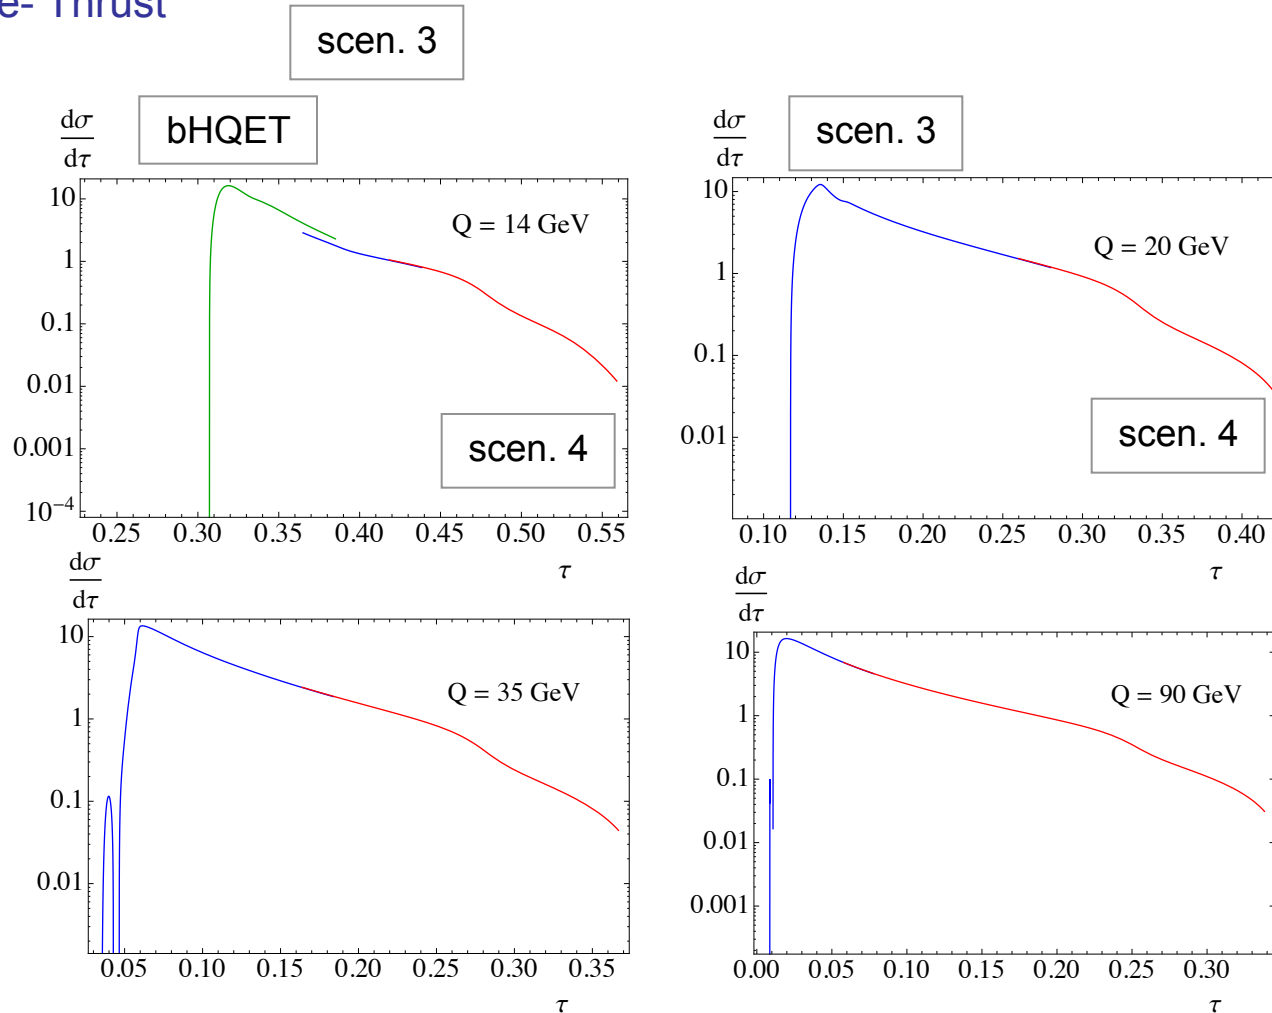 e- Thrust
scen. 3
bHQET
scen. 3
dσ
dτ
10
1
0.1
0.01
0.001
10⁻⁴
Q = 14 GeV
scen. 4
0.25 0.30 0.35 0.40 0.45 0.50 0.55
τ
dσ
dτ
10
1
0.1
0.01
Q = 20 GeV
scen. 4
0.10 0.15 0.20 0.25 0.30 0.35 0.40
τ
dσ
dτ
10
1
0.1
0.01
Q = 35 GeV
0.05 0.10 0.15 0.20 0.25 0.30 0.35
τ
dσ
dτ
10
1
0.1
0.01
0.001
Q = 90 GeV
0.00 0.05 0.10 0.15 0.20 0.25 0.30
τ